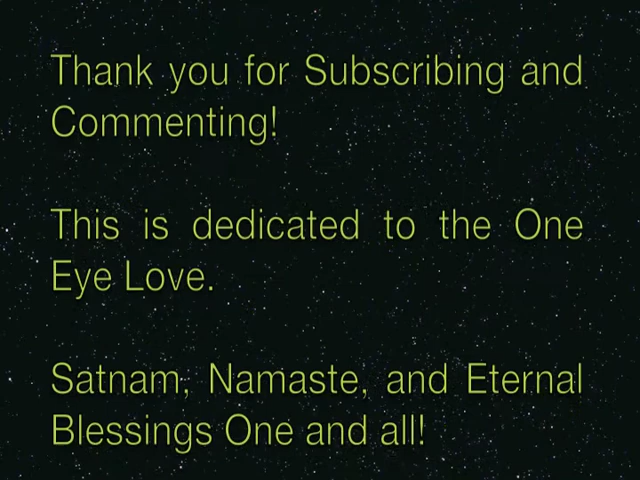 Thank you for Subscribing and
Commenting!
This is dedicated to the One
Eye Love.
Satnam, Namaste, and Eternal
Blessings One and all!